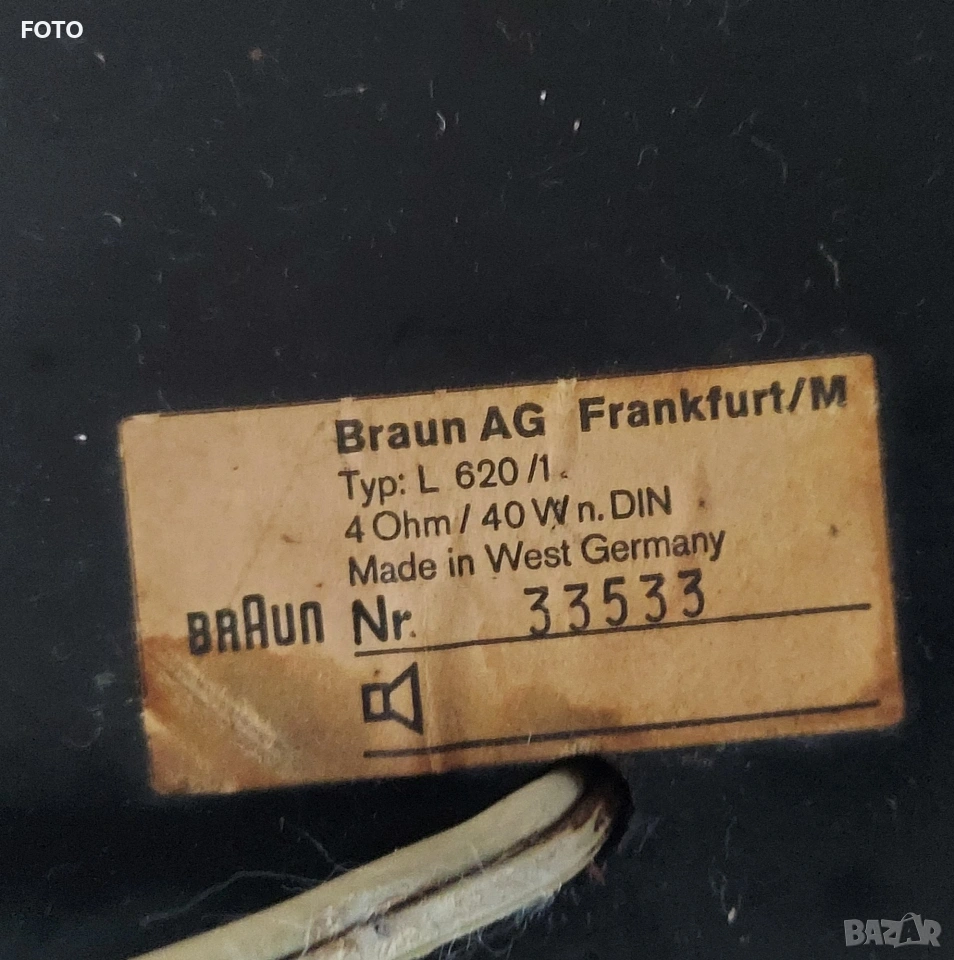 FOTO
Braun AG Frankfurt/M
Typ: L 620/1
4 Ohm / 40 W n. DIN
Made in West Germany
BRAUN Nr. 33533
BAZAR